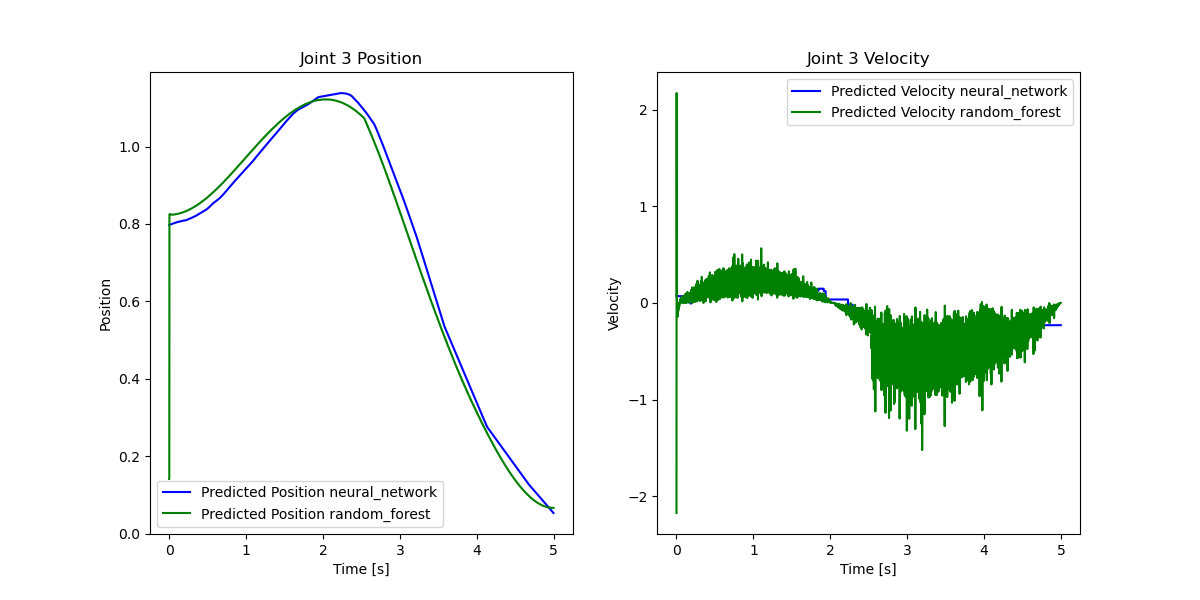 Joint 3 Position
Position
1.0
0.8
0.6
0.4
0.2
0.0
Predicted Position neural_network
Predicted Position random_forest
0 1 2 3 4 5
Time [s]
Joint 3 Velocity
Velocity
2
1
0
−1
−2
Predicted Velocity neural_network
Predicted Velocity random_forest
0 1 2 3 4 5
Time [s]